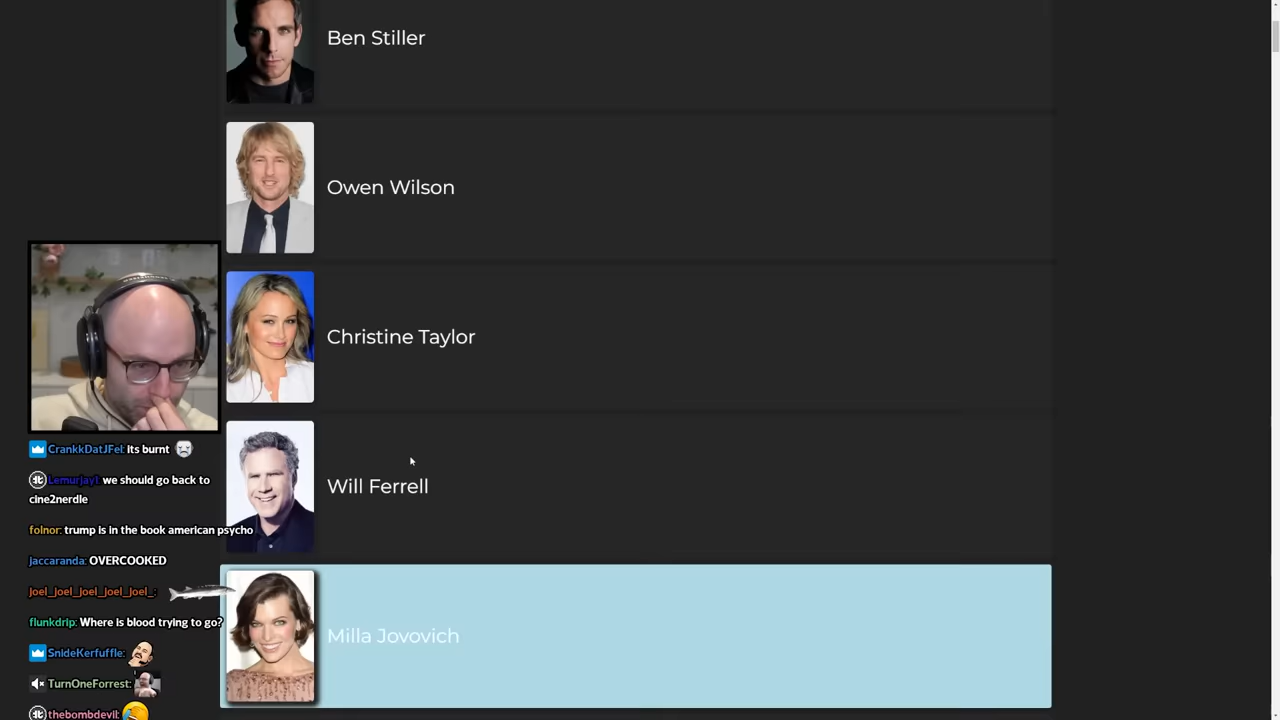 Ben Stiller
Owen Wilson
Christine Taylor
Will Ferrell
Milla Jovovich
CrankkDatJFel: Its burnt
LemurJay1: we should go back to
cine2nerdle
folnor: trump is in the book american psycho
Jaccaranda: OVERCOOKED
Joel_Joel_Joel_Joel_Joel_:
flunkdrip: Where is blood trying to go?
SnideKerfuffle:
TurnOneForrest:
thebombdevil: